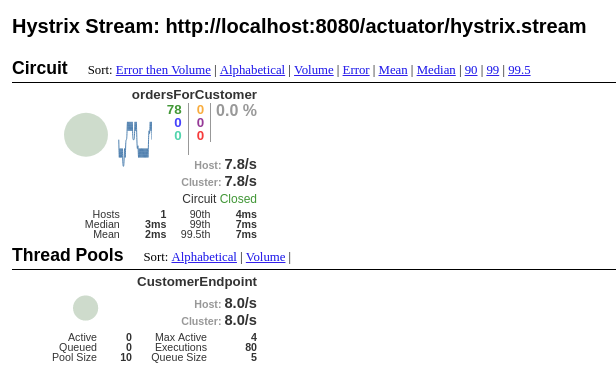 Hystrix Stream: http://localhost:8080/actuator/hystrix.stream
Circuit Sort: Error then Volume | Alphabetical | Volume | Error | Mean | Median | 90 | 99 | 99.5
ordersForCustomer
78 0 0.0 %
0 0
0 0
Host: 7.8/s
Cluster: 7.8/s
Circuit Closed
Hosts 1 90th 4ms
Median 3ms 99th 7ms
Mean 2ms 99.5th 7ms
Thread Pools Sort: Alphabetical | Volume |
CustomerEndpoint
Host: 8.0/s
Cluster: 8.0/s
Active 0 Max Active 4
Queued 0 Executions 80
Pool Size 10 Queue Size 5